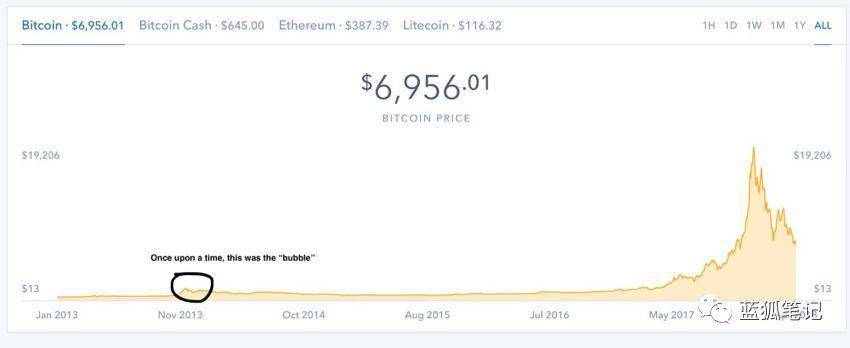 Bitcoin · $6,956.01 Bitcoin Cash · $645.00 Ethereum · $387.39 Litecoin · $116.32 1H 1D 1W 1M 1Y ALL
$6,956.01
BITCOIN PRICE
$19,206 $19,206
Once upon a time, this was the "bubble"
$13 $13
Jan 2013 Nov 2013 Oct 2014 Aug 2015 Jul 2016 May 2017
蓝狐笔记